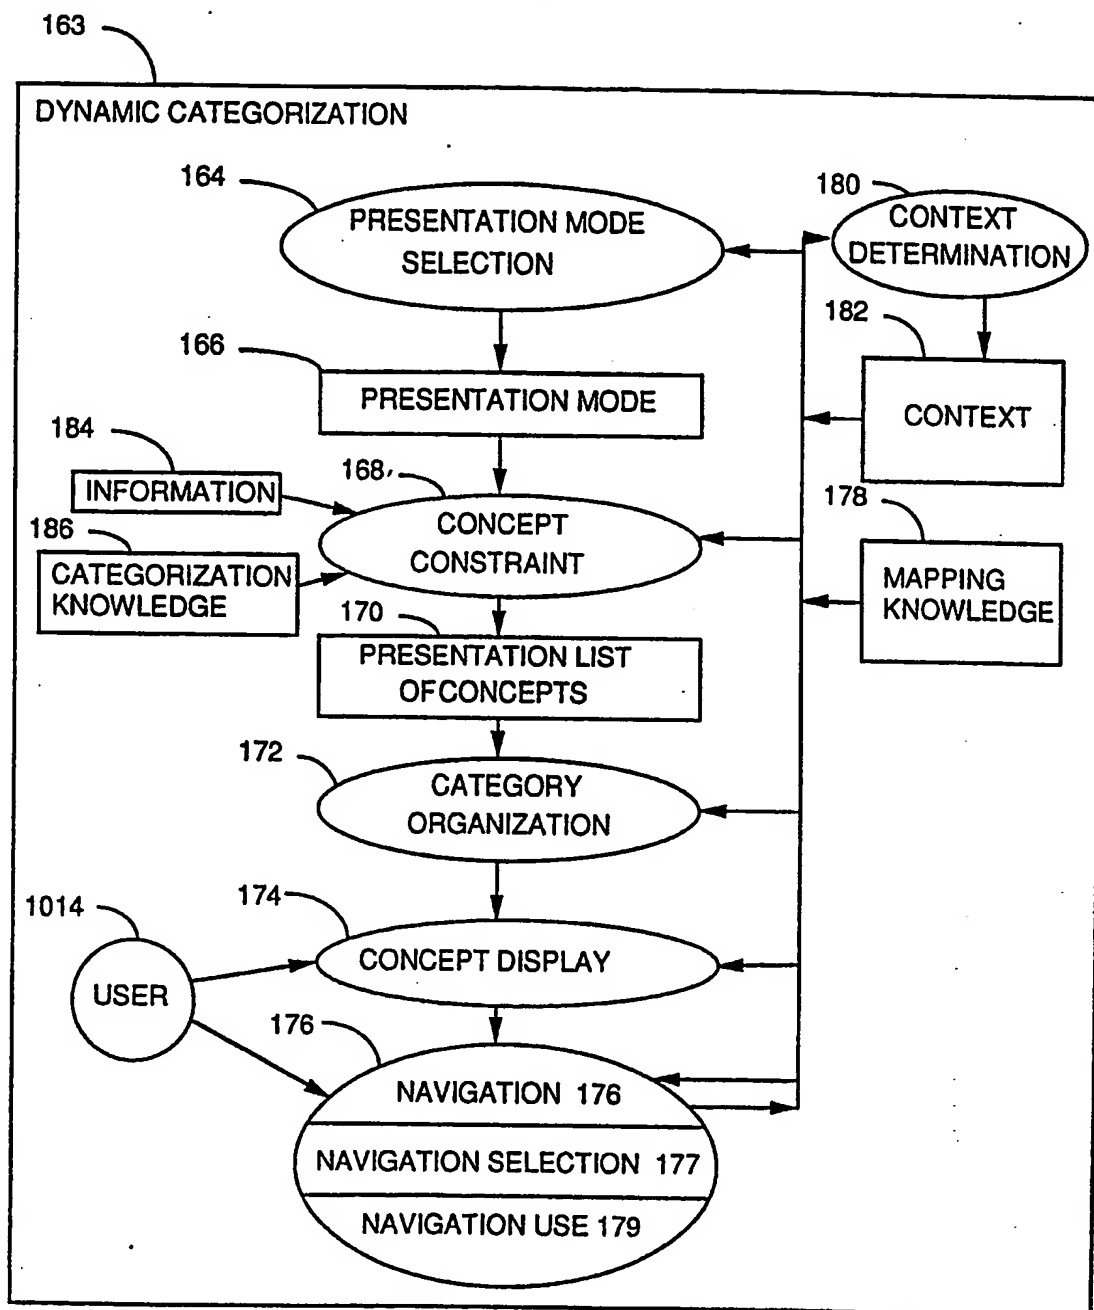 163
DYNAMIC CATEGORIZATION
164
PRESENTATION MODE
SELECTION
180
CONTEXT
DETERMINATION
166
PRESENTATION MODE
182
CONTEXT
184
INFORMATION
168
CONCEPT
CONSTRAINT
178
MAPPING
KNOWLEDGE
186
CATEGORIZATION
KNOWLEDGE
170
PRESENTATION LIST
OF CONCEPTS
172
CATEGORY
ORGANIZATION
174
CONCEPT DISPLAY
1014
USER
176
NAVIGATION 176
NAVIGATION SELECTION 177
NAVIGATION USE 179